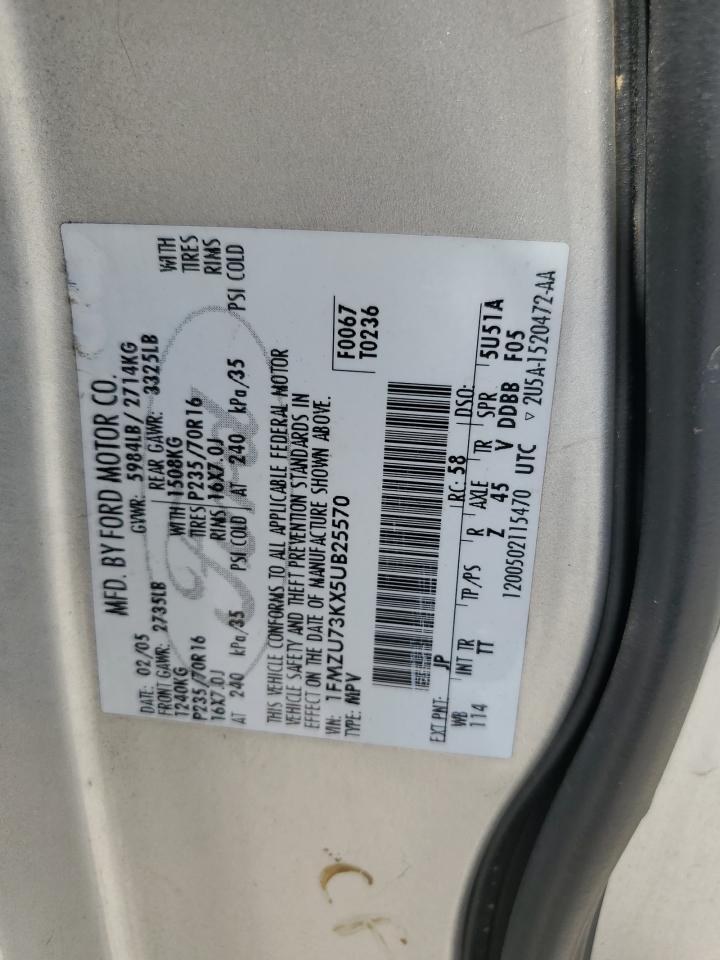 MFD. BY FORD MOTOR CO.
DATE: 02/05 GVWR: 5984LB/2714KG
FRONT GAWR: 2735LB REAR GAWR: 3325LB
1240KG WITH 1508KG WITH
P235/70R16 TIRES P235/70R16 TIRES
16X7.0J RIMS 16X7.0J RIMS
AT 240 kPa/35 PSI COLD AT 240 kPa/35 PSI COLD
Ford
THIS VEHICLE CONFORMS TO ALL APPLICABLE FEDERAL MOTOR
VEHICLE SAFETY AND THEFT PREVENTION STANDARDS IN
EFFECT ON THE DATE OF MANUFACTURE SHOWN ABOVE.
VIN: 1FMZU73KX5UB25570 F0067
TYPE: MPV T0236
EXT PNT: JP RC: 58 DSO:
WB INT TR TP/PS R AXLE TR SPR 5U51A
114 TT Z 45 V DDBB F05
1200502115470 UTC ▽ 2U5A-1520472-AA